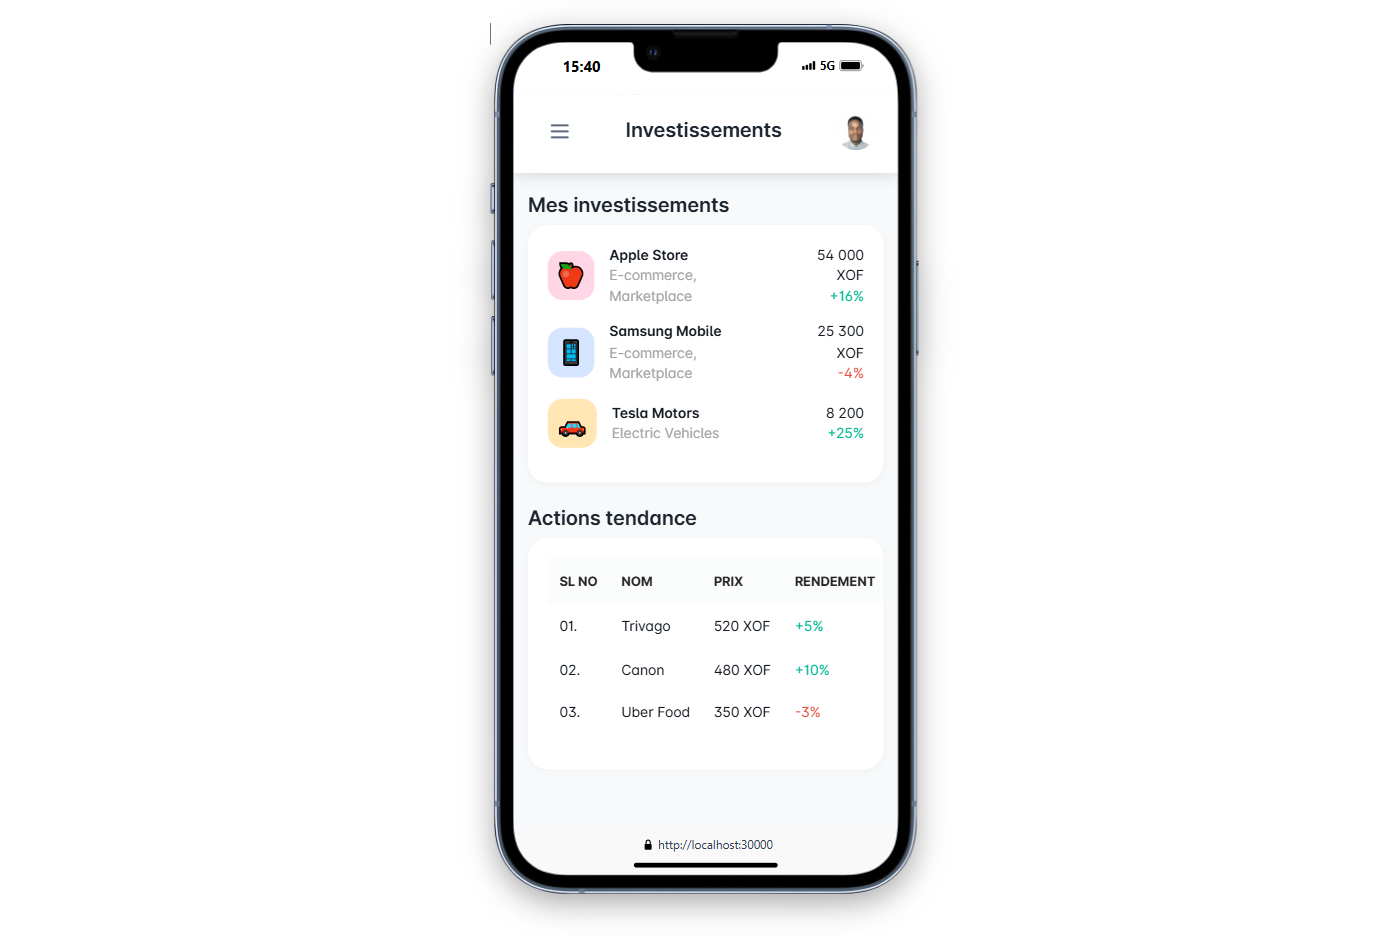 15:40
5G
Investissements
Mes investissements
Apple Store
54 000
E-commerce,
XOF
Marketplace
+16%
Samsung Mobile
25 300
E-commerce,
XOF
Marketplace
-4%
Tesla Motors
8 200
Electric Vehicles
+25%
Actions tendance
SL NO NOM PRIX RENDEMENT
01. Trivago 520 XOF +5%
02. Canon 480 XOF +10%
03. Uber Food 350 XOF -3%
http://localhost:30000